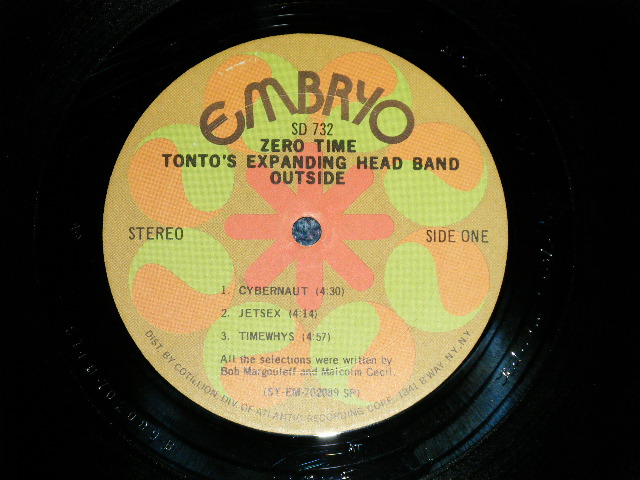 EMBRYO
SD 732
ZERO TIME
TONTO'S EXPANDING HEAD BAND
OUTSIDE
STEREO
SIDE ONE
1. CYBERNAUT (4:30)
2. JETSEX (4:14)
3. TIMEWHYS (4:57)
All the selections were written by
Bob Margouleff and Malcolm Cecil.
(SY-EM-702089 SP)
DIST. BY COTILLION, DIV. OF ATLANTIC RECORDING CORP., 1841 B'WAY, N.Y., N.Y.